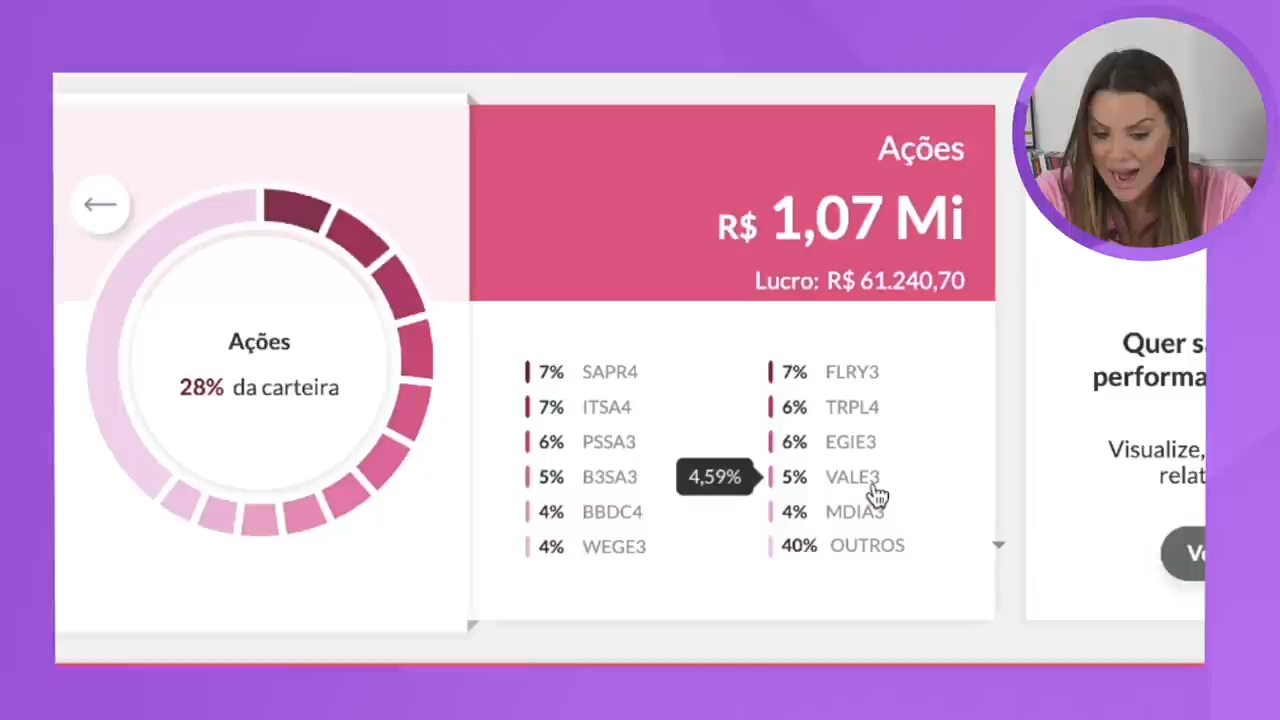 Ações
28% da carteira
Ações
R$ 1,07 Mi
Lucro: R$ 61.240,70
7% SAPR4
7% FLRY3
7% ITSA4
6% TRPL4
6% PSSA3
6% EGIE3
5% B3SA3
4,59%
5% VALE3
4% BBDC4
4% MDIA3
4% WEGE3
40% OUTROS
Quer s
performa
Visualize,
relat